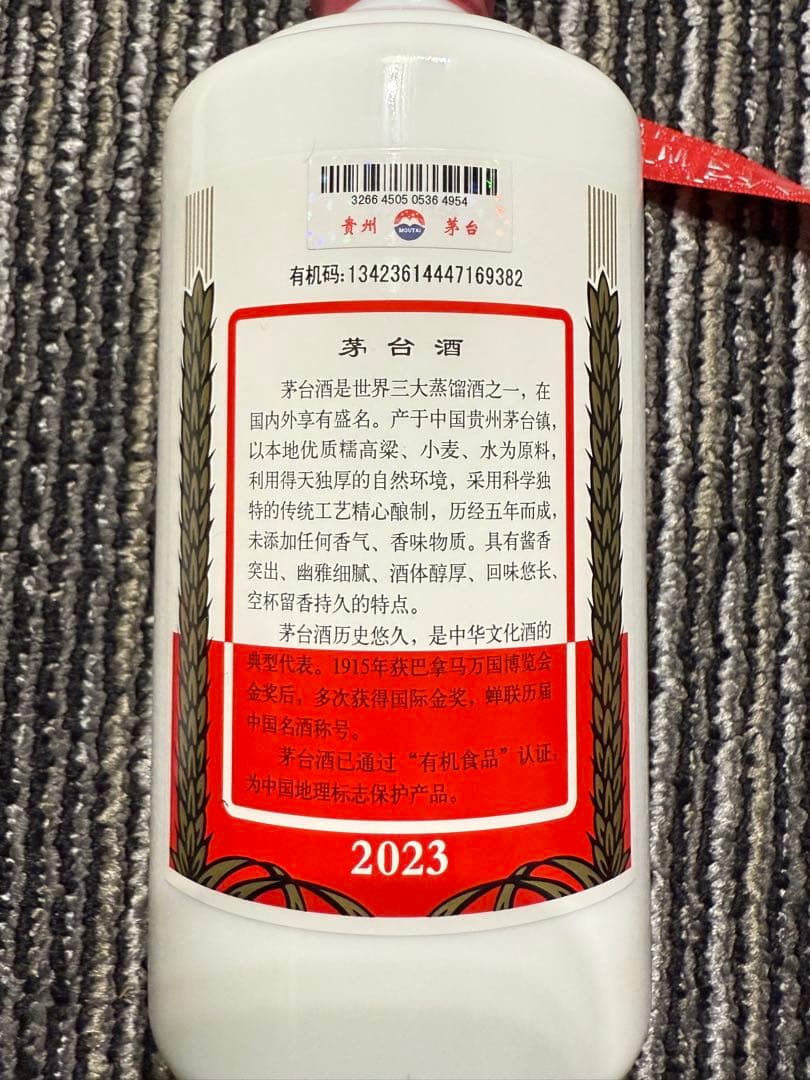 3266 4505 0536 4954
贵州 MOUTAI 茅台
有机码:13423614447169382
茅台酒
茅台酒是世界三大蒸馏酒之一，在
国内外享有盛名。产于中国贵州茅台镇，
以本地优质糯高粱、小麦、水为原料，
利用得天独厚的自然环境，采用科学独
特的传统工艺精心酿制，历经五年而成，
未添加任何香气、香味物质。具有酱香
突出、幽雅细腻、酒体醇厚、回味悠长、
空杯留香持久的特点。
茅台酒历史悠久，是中华文化酒的
典型代表。1915年获巴拿马万国博览会
金奖后，多次获得国际金奖，蝉联历届
中国名酒称号。
茅台酒已通过“有机食品”认证，
为中国地理标志保护产品。
2023